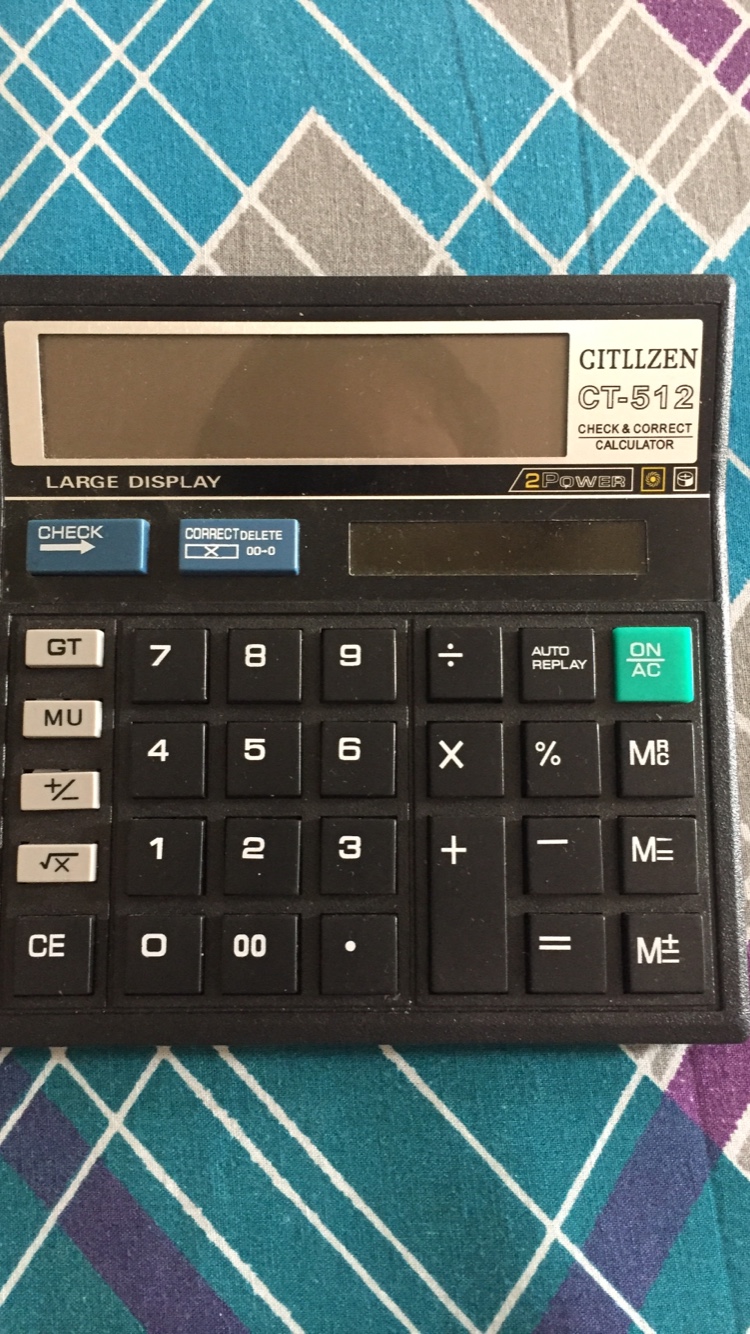 CITLLZEN
CT-512
CHECK & CORRECT
CALCULATOR
LARGE DISPLAY
2POWER
CHECK
CORRECT DELETE
X 00→0
GT
7 8 9 ÷
AUTO
REPLAY
ON
AC
MU
4 5 6 X % MRC
+/−
1 2 3 + − M=
√X
CE 0 00 . = M±